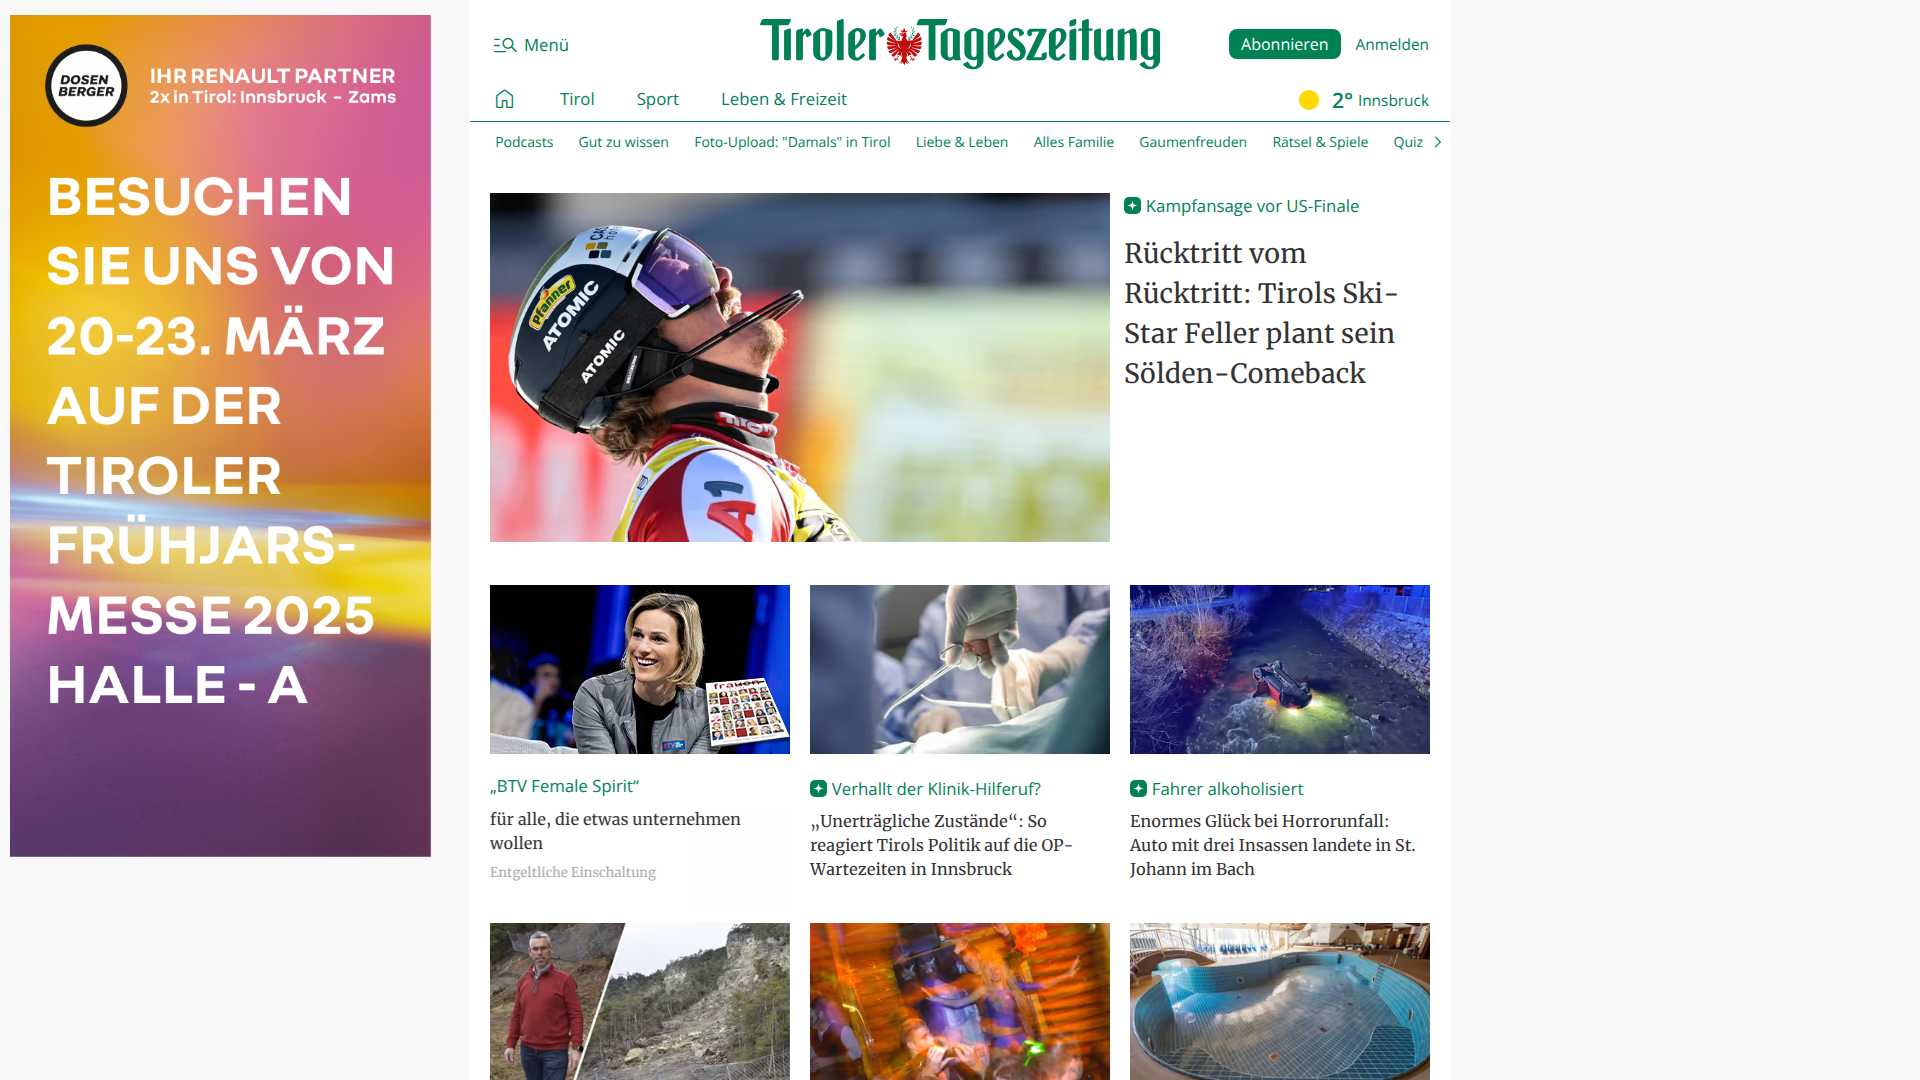 DOSEN
BERGER
IHR RENAULT PARTNER
2x in Tirol: Innsbruck - Zams
BESUCHEN
SIE UNS VON
20-23. MÄRZ
AUF DER
TIROLER
FRÜHJARS-
MESSE 2025
HALLE - A
Menü
Tiroler Tageszeitung
Abonnieren
Anmelden
Tirol
Sport
Leben & Freizeit
2° Innsbruck
Podcasts
Gut zu wissen
Foto-Upload: "Damals" in Tirol
Liebe & Leben
Alles Familie
Gaumenfreuden
Rätsel & Spiele
Quiz
Pfanner
ATOMIC
ATOMIC
A1
Kampfansage vor US-Finale
Rücktritt vom
Rücktritt: Tirols Ski-
Star Feller plant sein
Sölden-Comeback
frauen
„BTV Female Spirit“
für alle, die etwas unternehmen
wollen
Entgeltliche Einschaltung
Verhallt der Klinik-Hilferuf?
„Unerträgliche Zustände“: So
reagiert Tirols Politik auf die OP-
Wartezeiten in Innsbruck
Fahrer alkoholisiert
Enormes Glück bei Horrorunfall:
Auto mit drei Insassen landete in St.
Johann im Bach